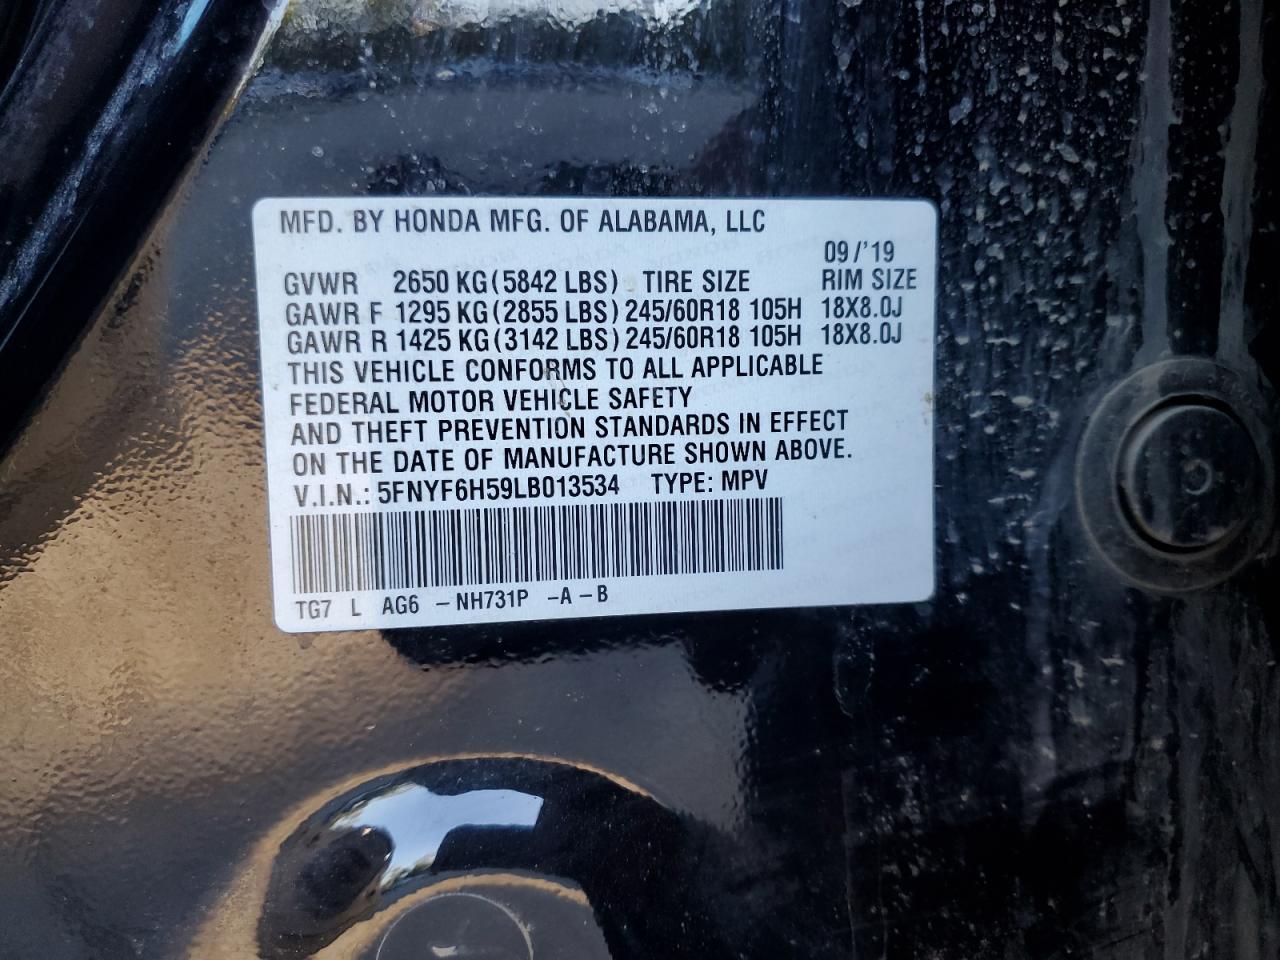 MFD. BY HONDA MFG. OF ALABAMA, LLC
09/'19
GVWR 2650 KG(5842 LBS) TIRE SIZE RIM SIZE
GAWR F 1295 KG(2855 LBS) 245/60R18 105H 18X8.0J
GAWR R 1425 KG(3142 LBS) 245/60R18 105H 18X8.0J
THIS VEHICLE CONFORMS TO ALL APPLICABLE
FEDERAL MOTOR VEHICLE SAFETY
AND THEFT PREVENTION STANDARDS IN EFFECT
ON THE DATE OF MANUFACTURE SHOWN ABOVE.
V.I.N.: 5FNYF6H59LB013534 TYPE: MPV
TG7 L AG6 -NH731P -A -B